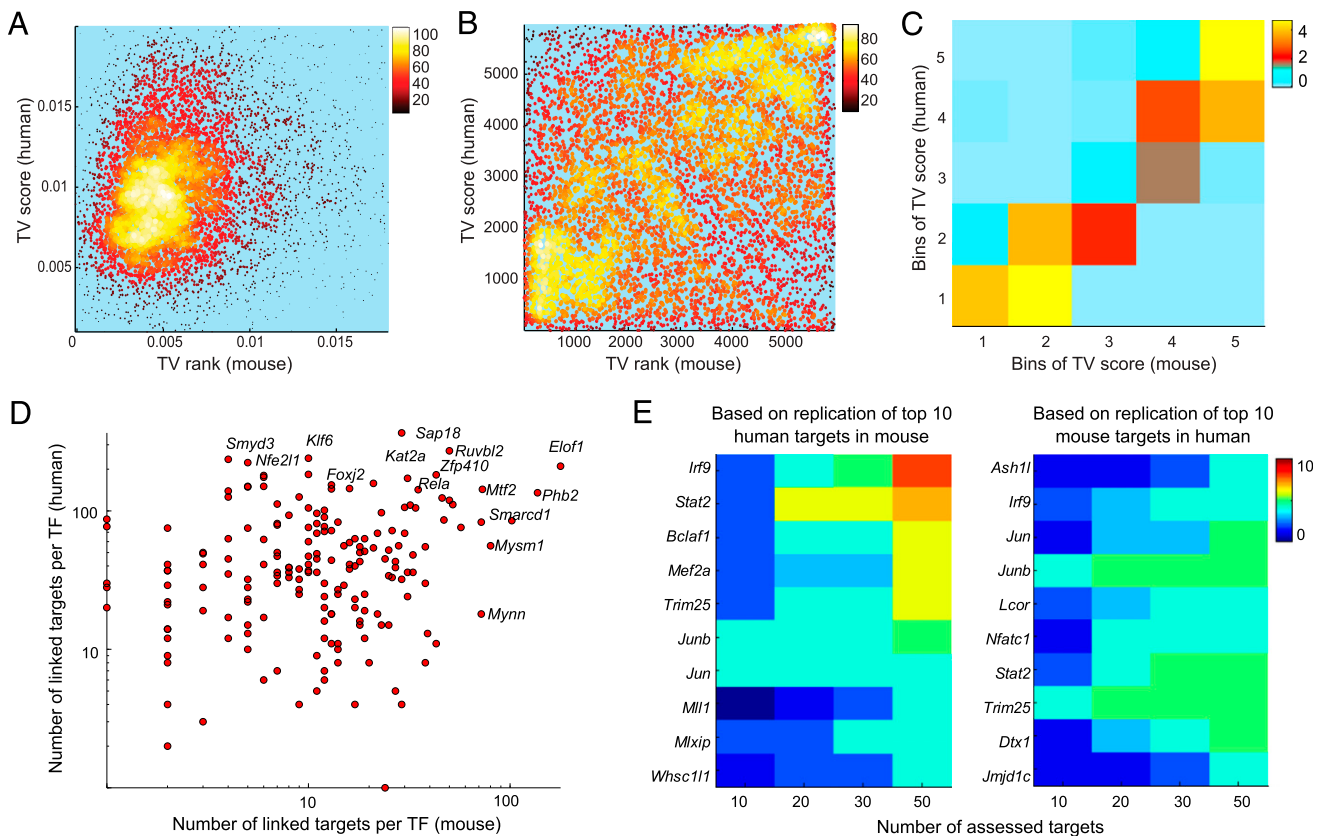 A
TV score (human)
0.015
0.01
0.005
0
0.005
0.01
0.015
TV rank (mouse)
100
80
60
40
20
B
TV score (human)
5000
4000
3000
2000
1000
1000
2000
3000
4000
5000
TV rank (mouse)
80
60
40
20
C
Bins of TV score (human)
5
4
3
2
1
1
2
3
4
5
Bins of TV score (mouse)
4
2
0
D
Number of linked targets per TF (human)
100
10
10
100
Number of linked targets per TF (mouse)
Smyd3
Klf6
Sap18
Nfe2l1
Kat2a
Ruvbl2
Elof1
Foxj2
Zfp410
Rela
Mtf2
Phb2
Smarcd1
Mysm1
Mynn
E
Based on replication of top 10
human targets in mouse
Irf9
Stat2
Bclaf1
Mef2a
Trim25
Junb
Jun
Mll1
Mlxip
Whsc1l1
10
20
30
50
Based on replication of top 10
mouse targets in human
Ash1l
Irf9
Jun
Junb
Lcor
Nfatc1
Stat2
Trim25
Dtx1
Jmjd1c
10
20
30
50
10
5
0
Number of assessed targets